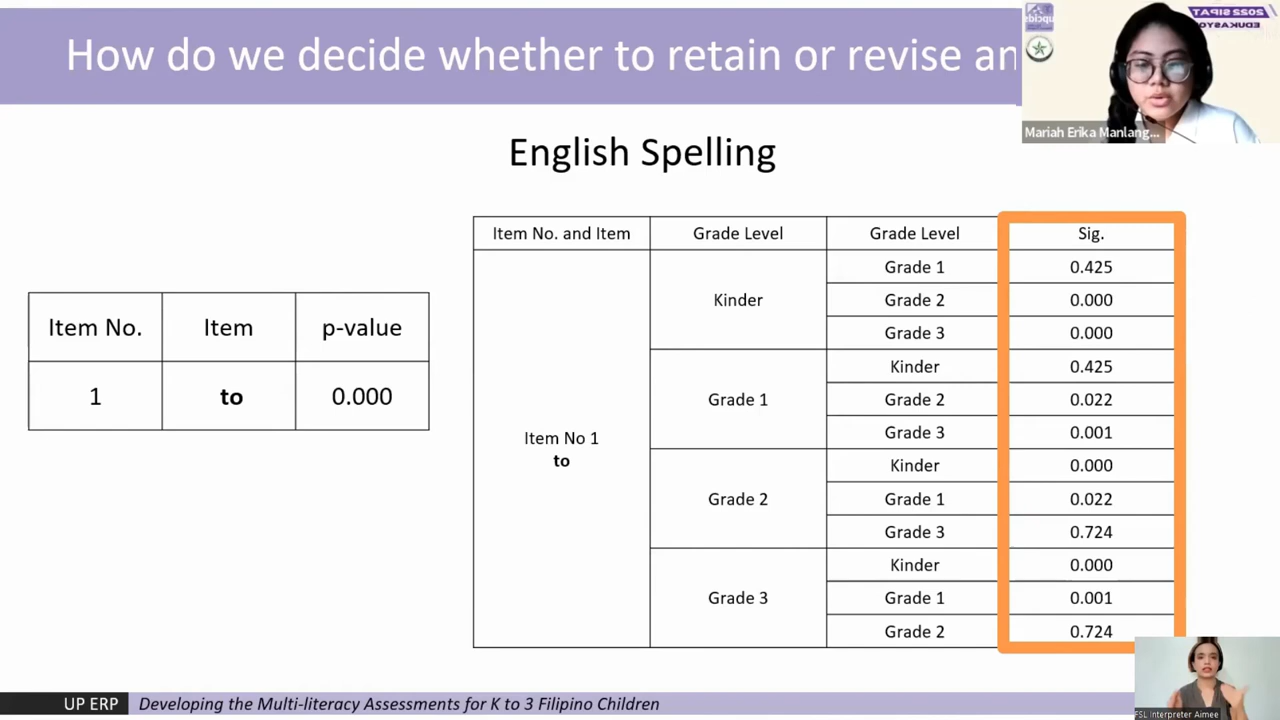 How do we decide whether to retain or revise an
2022 SIPAT
EDUKASYO
upcids
Mariah Erika Manlang...
English Spelling
Item No. Item p-value
1 to 0.000
Item No. and Item Grade Level Grade Level Sig.
Item No 1
to
Kinder
Grade 1 0.425
Grade 2 0.000
Grade 3 0.000
Grade 1
Kinder 0.425
Grade 2 0.022
Grade 3 0.001
Grade 2
Kinder 0.000
Grade 1 0.022
Grade 3 0.724
Grade 3
Kinder 0.000
Grade 1 0.001
Grade 2 0.724
FSL Interpreter Aimee
UP ERP Developing the Multi-literacy Assessments for K to 3 Filipino Children